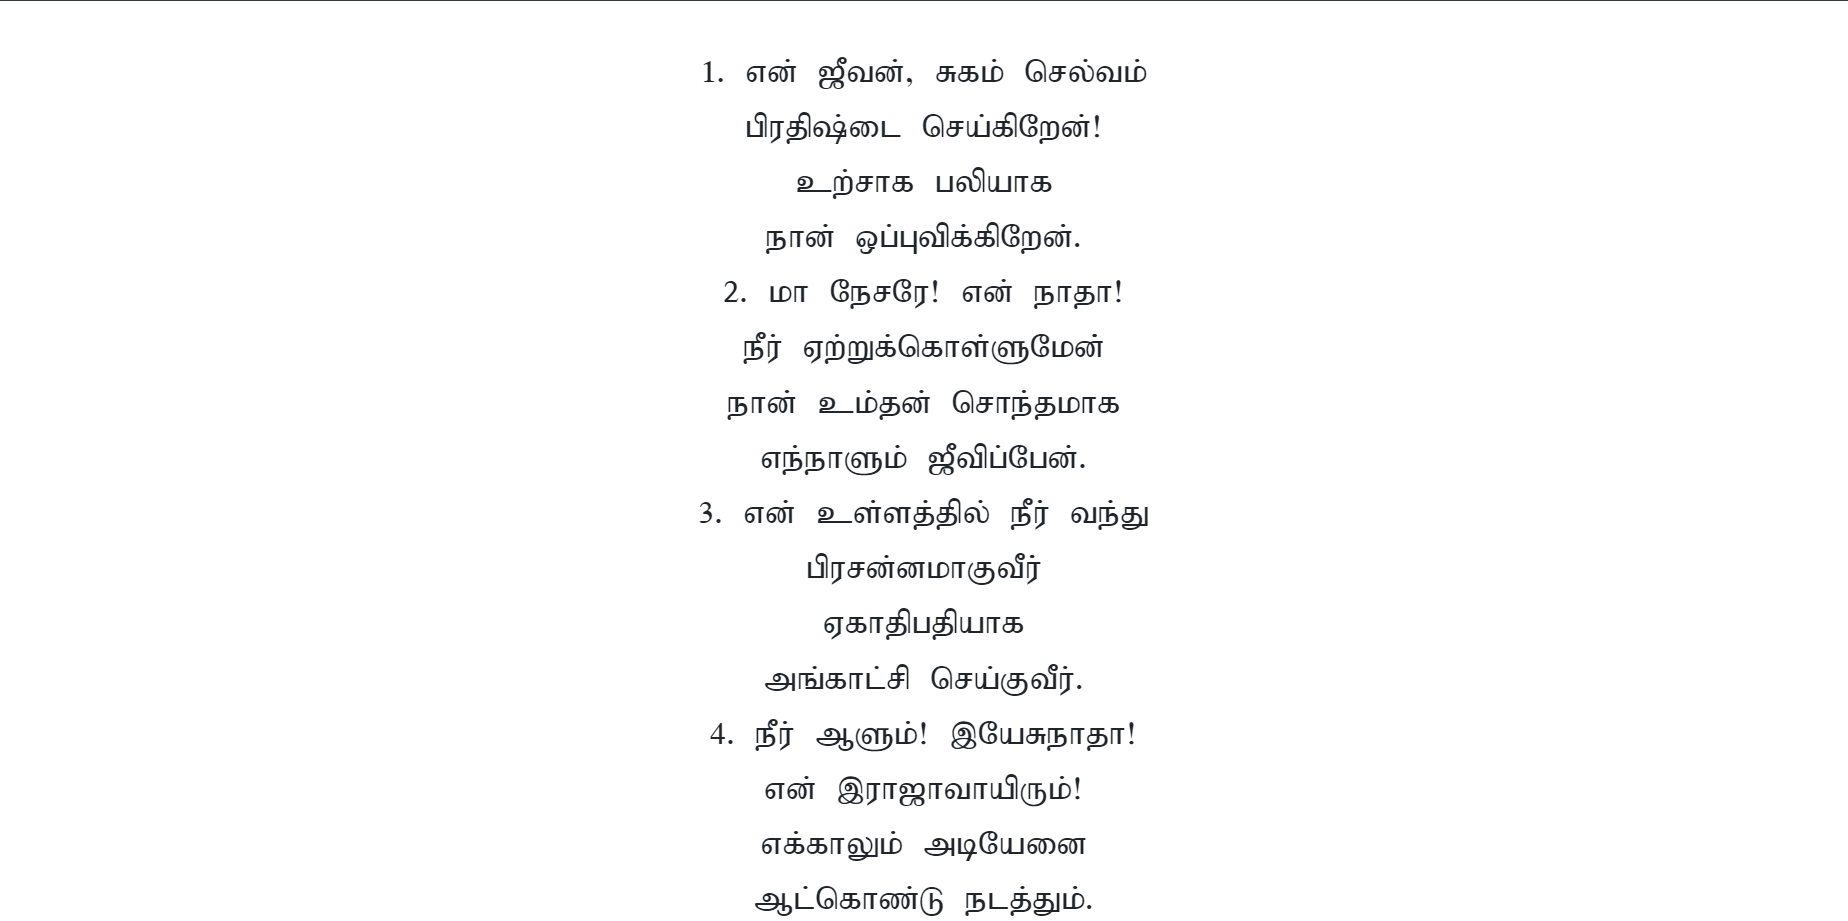 1. என் ஜீவன், சுகம் செல்வம்
பிரதிஷ்டை செய்கிறேன்!
உற்சாக பலியாக
நான் ஒப்புவிக்கிறேன்.
2. மா நேசரே! என் நாதா!
நீர் ஏற்றுக்கொள்ளுமேன்
நான் உம்தன் சொந்தமாக
எந்நாளும் ஜீவிப்பேன்.
3. என் உள்ளத்தில் நீர் வந்து
பிரசன்னமாகுவீர்
ஏகாதிபதியாக
அங்காட்சி செய்குவீர்.
4. நீர் ஆளும்! இயேசுநாதா!
என் இராஜாவாயிரும்!
எக்காலும் அடியேனை
ஆட்கொண்டு நடத்தும்.